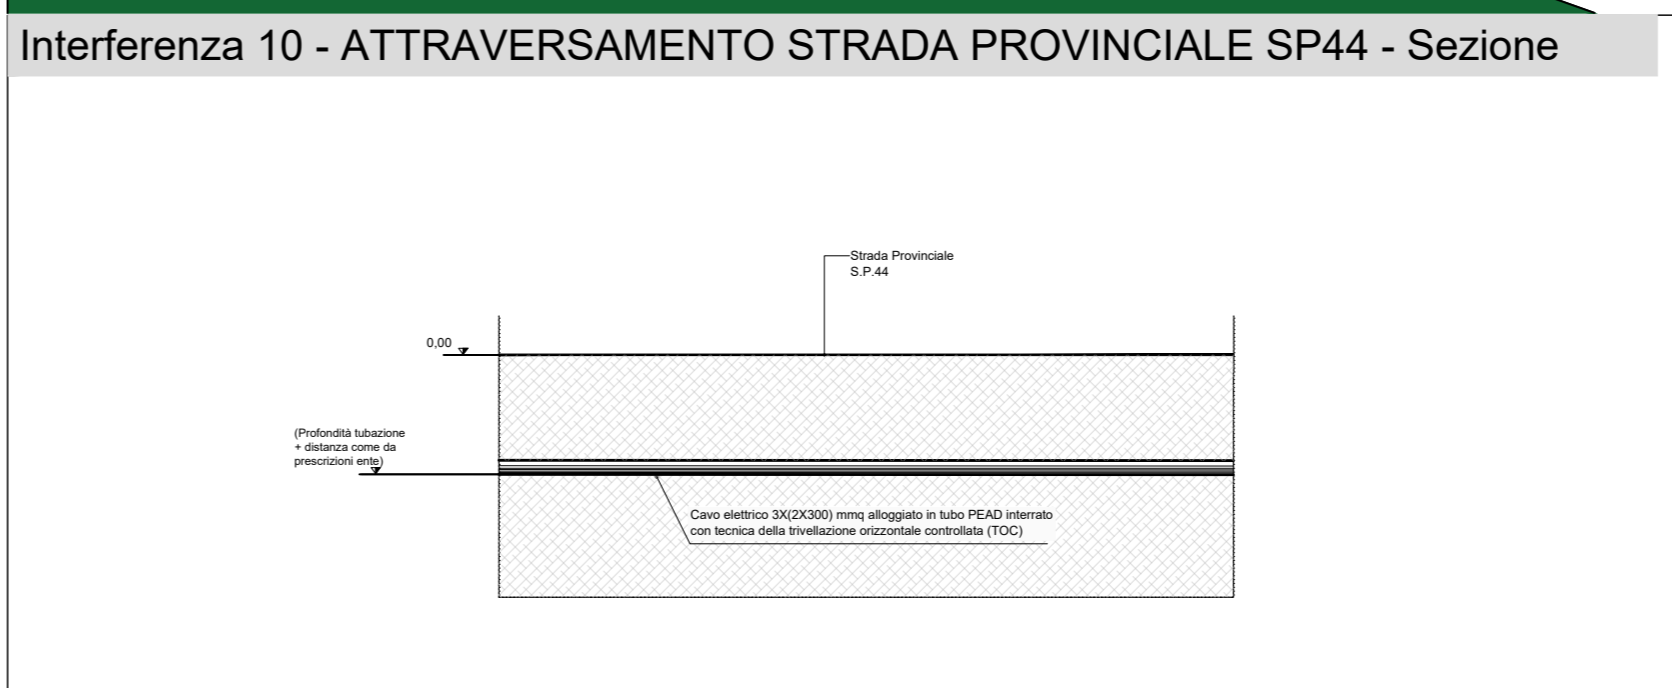 Interferenza 10 - ATTRAVERSAMENTO STRADA PROVINCIALE SP44 - Sezione
Strada Provinciale
S.P.44
0,00
(Profondità tubazione
+ distanza come da
prescrizioni ente)
Cavo elettrico 3X(2X300) mmq alloggiato in tubo PEAD interrato
con tecnica della trivellazione orizzontale controllata (TOC)